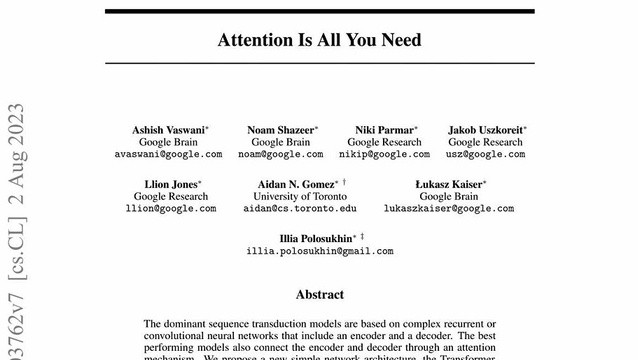 Attention Is All You Need
Ashish Vaswani* Noam Shazeer* Niki Parmar* Jakob Uszkoreit*
Google Brain Google Brain Google Research Google Research
avaswani@google.com noam@google.com nikip@google.com usz@google.com
Llion Jones* Aidan N. Gomez* † Łukasz Kaiser*
Google Research University of Toronto Google Brain
llion@google.com aidan@cs.toronto.edu lukaszkaiser@google.com
Illia Polosukhin* ‡
illia.polosukhin@gmail.com
Abstract
The dominant sequence transduction models are based on complex recurrent or
convolutional neural networks that include an encoder and a decoder. The best
performing models also connect the encoder and decoder through an attention
mechanism. We propose a new simple network architecture, the Transformer,
03762v7 [cs.CL] 2 Aug 2023